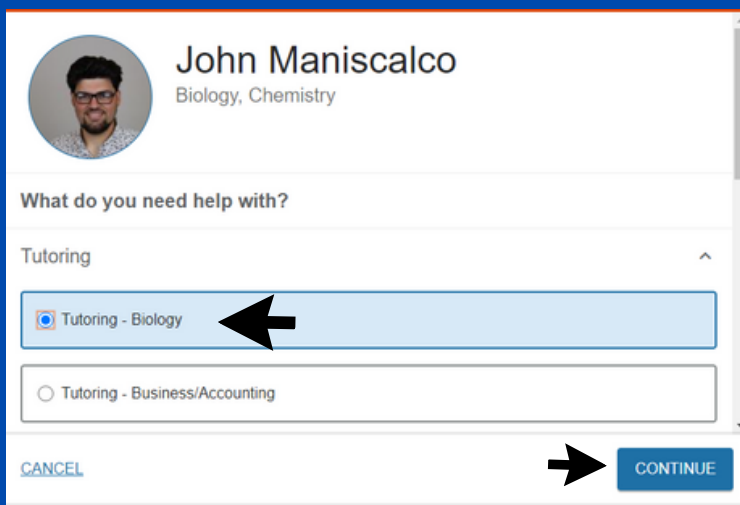 John Maniscalco
Biology, Chemistry
What do you need help with?
Tutoring
Tutoring - Biology
Tutoring - Business/Accounting
CANCEL
CONTINUE